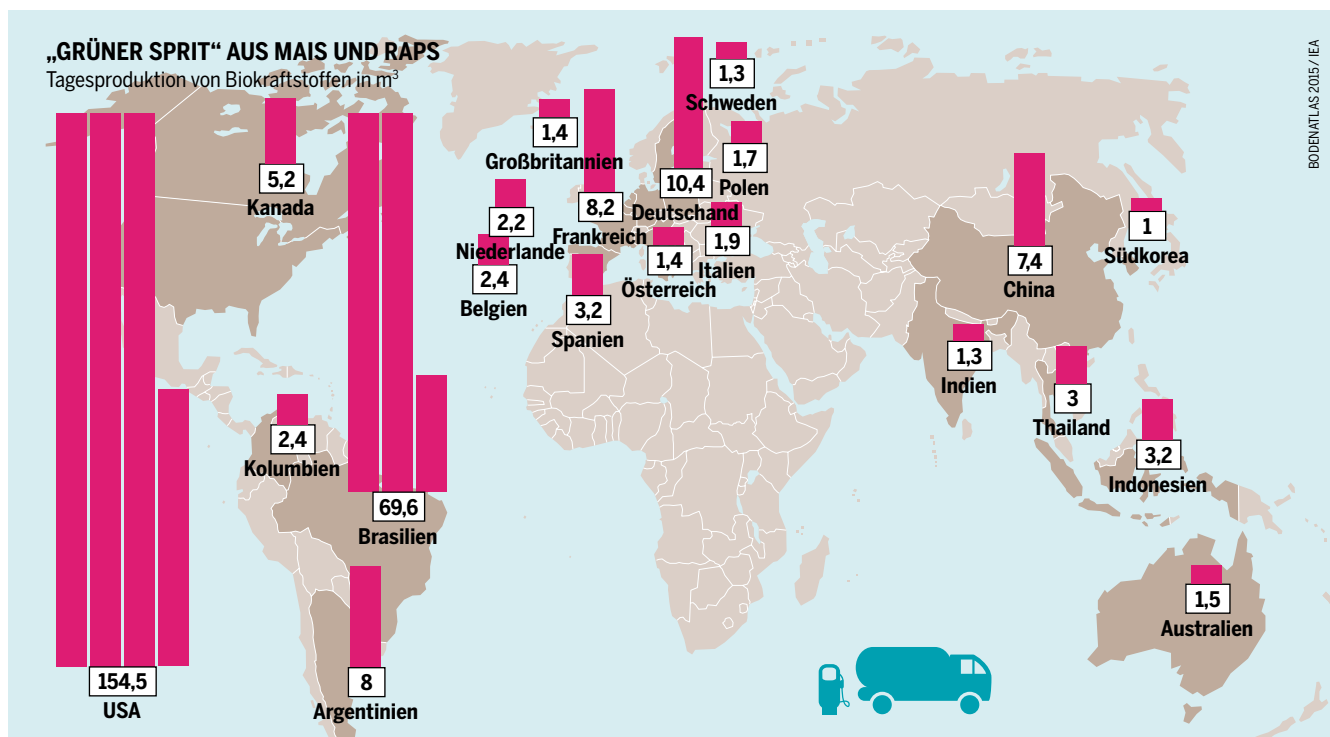 „GRÜNER SPRIT“ AUS MAIS UND RAPS
Tagesproduktion von Biokraftstoffen in m³
BODENATLAS 2015 / IEA
5,2
Kanada
1,4
Großbritannien
8,2
Frankreich
10,4
Deutschand
1,3
Schweden
1,7
Polen
2,2
Niederlande
2,4
Belgien
3,2
Spanien
1,4
Österreich
1,9
Italien
7,4
China
1
Südkorea
1,3
Indien
3
Thailand
3,2
Indonesien
2,4
Kolumbien
69,6
Brasilien
154,5
USA
8
Argentinien
1,5
Australien